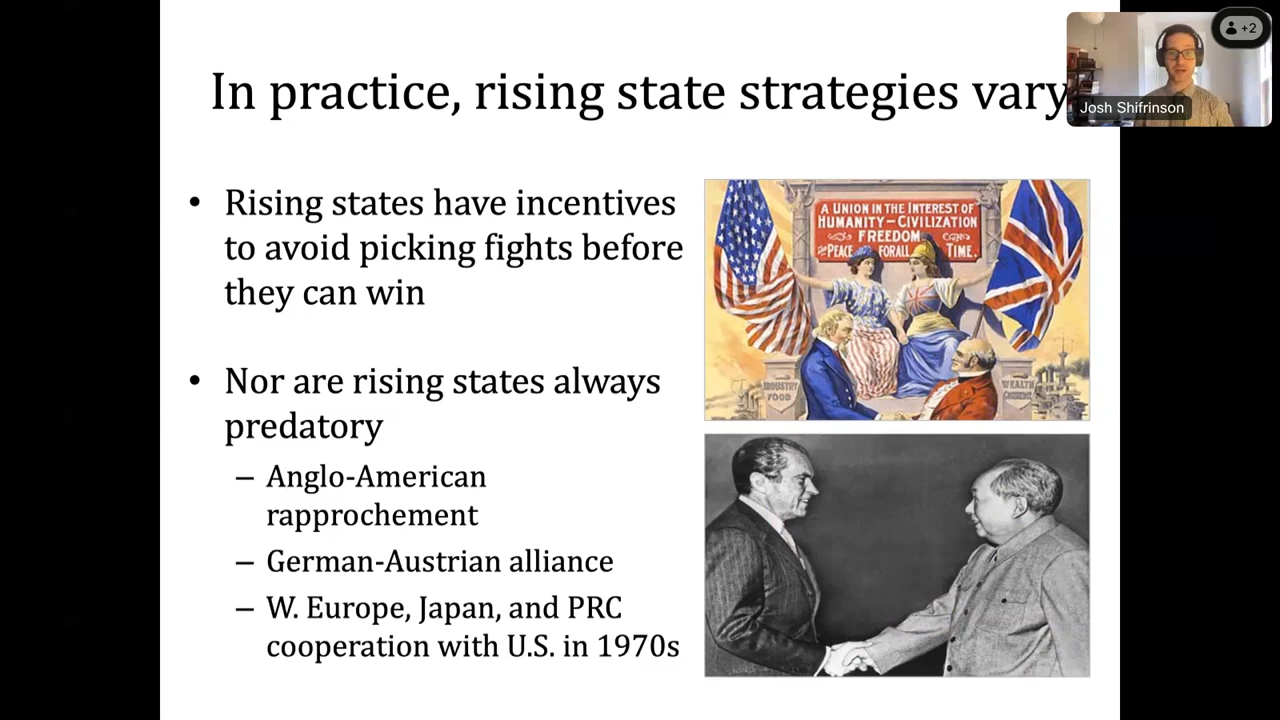 In practice, rising state strategies vary
+2
Josh Shifrinson
• Rising states have incentives
to avoid picking fights before
they can win
• Nor are rising states always
predatory
– Anglo-American
rapprochement
– German-Austrian alliance
– W. Europe, Japan, and PRC
cooperation with U.S. in 1970s
A UNION IN THE INTEREST OF
HUMANITY – CIVILIZATION
FREEDOM
AND PEACE FOR ALL TIME.
INDUSTRY
FOOD
WEALTH